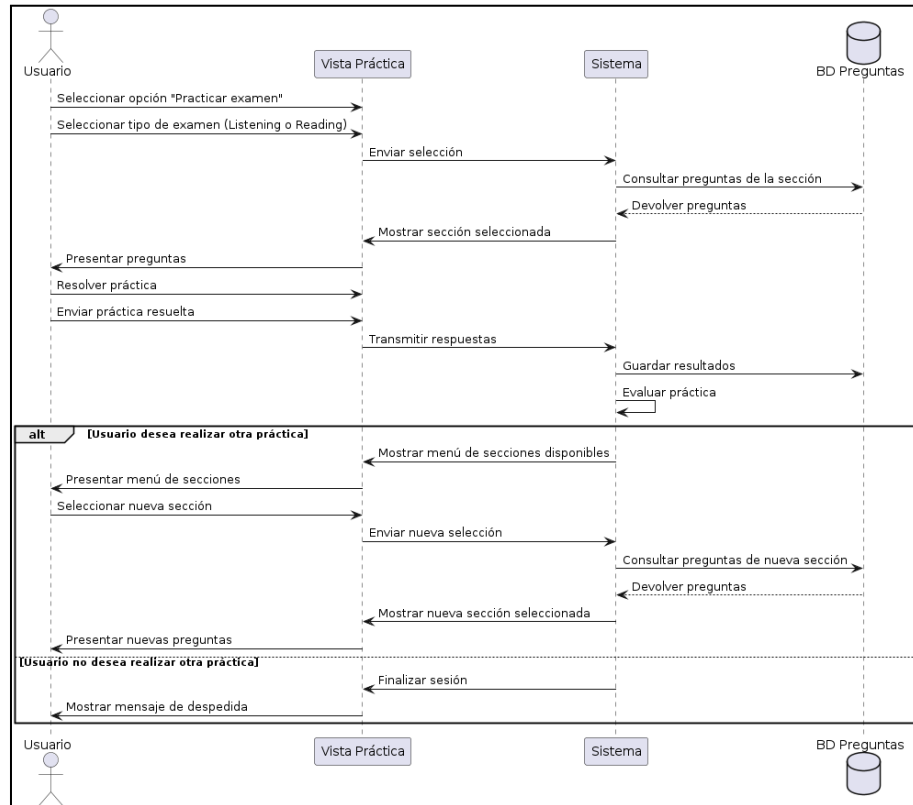 Usuario
Vista Práctica
Sistema
BD Preguntas
Seleccionar opción "Practicar examen"
Seleccionar tipo de examen (Listening o Reading)
Enviar selección
Consultar preguntas de la sección
Devolver preguntas
Mostrar sección seleccionada
Presentar preguntas
Resolver práctica
Enviar práctica resuelta
Transmitir respuestas
Guardar resultados
Evaluar práctica
alt [Usuario desea realizar otra práctica]
Mostrar menú de secciones disponibles
Presentar menú de secciones
Seleccionar nueva sección
Enviar nueva selección
Consultar preguntas de nueva sección
Devolver preguntas
Mostrar nueva sección seleccionada
Presentar nuevas preguntas
[Usuario no desea realizar otra práctica]
Finalizar sesión
Mostrar mensaje de despedida
Usuario
Vista Práctica
Sistema
BD Preguntas